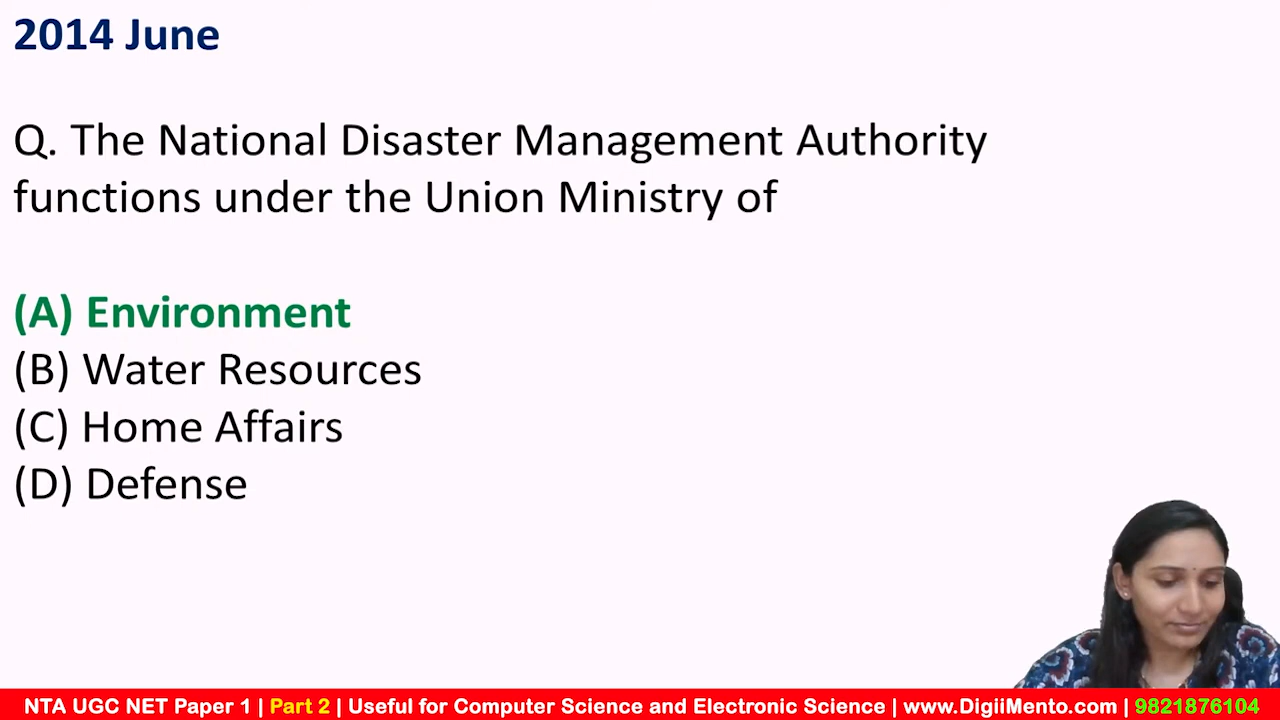 2014 June
Q. The National Disaster Management Authority
functions under the Union Ministry of
(A) Environment
(B) Water Resources
(C) Home Affairs
(D) Defense
NTA UGC NET Paper 1 | Part 2 | Useful for Computer Science and Electronic Science | www.DigiiMento.com | 9821876104